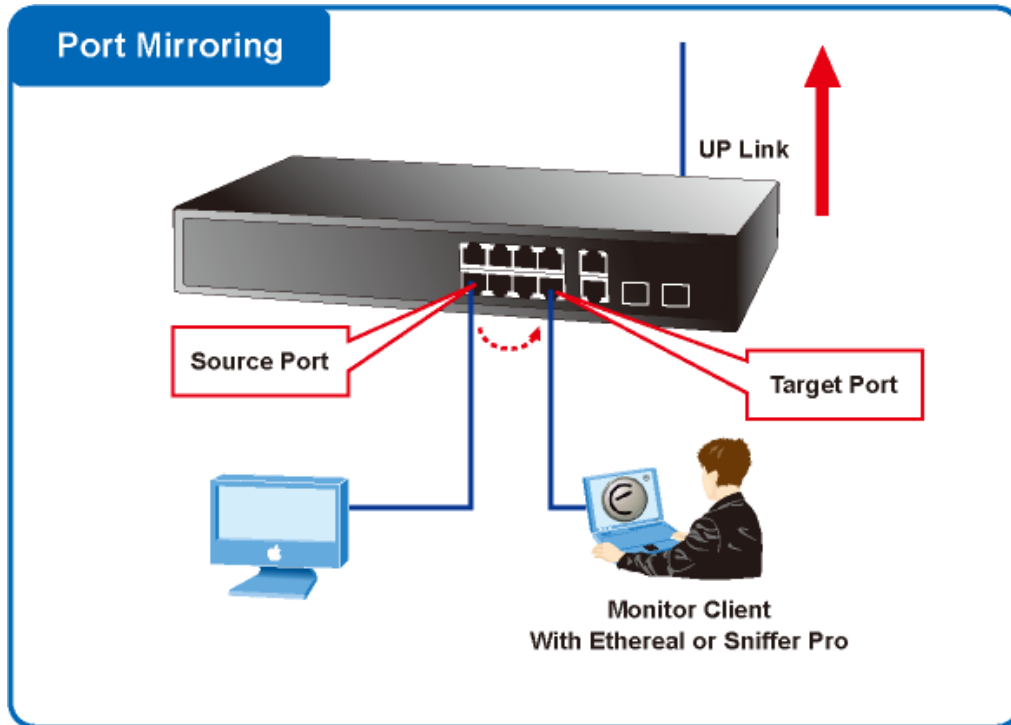 Port Mirroring
UP Link
Source Port
Target Port
Monitor Client
With Ethereal or Sniffer Pro